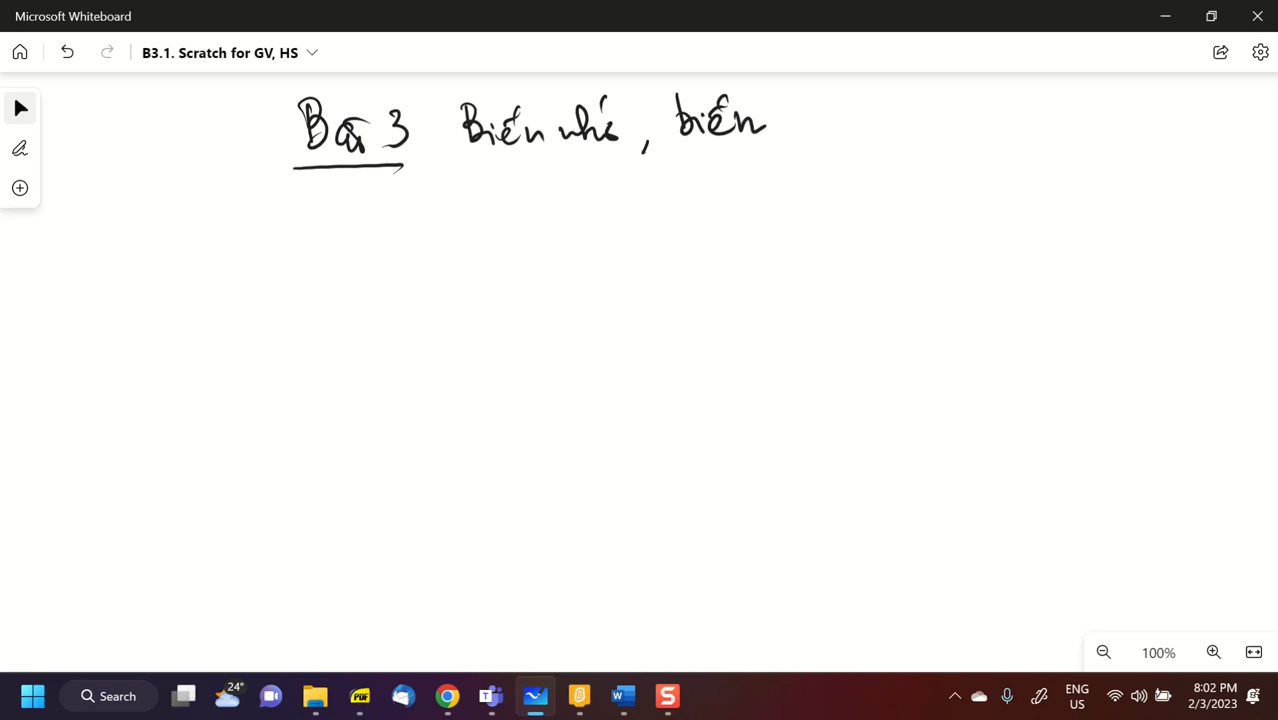 Microsoft Whiteboard
B3.1. Scratch for GV, HS
Bài 3 Biến nhớ, biến
100%
24°
Search
PDF
ENG
US
8:02 PM
2/3/2023